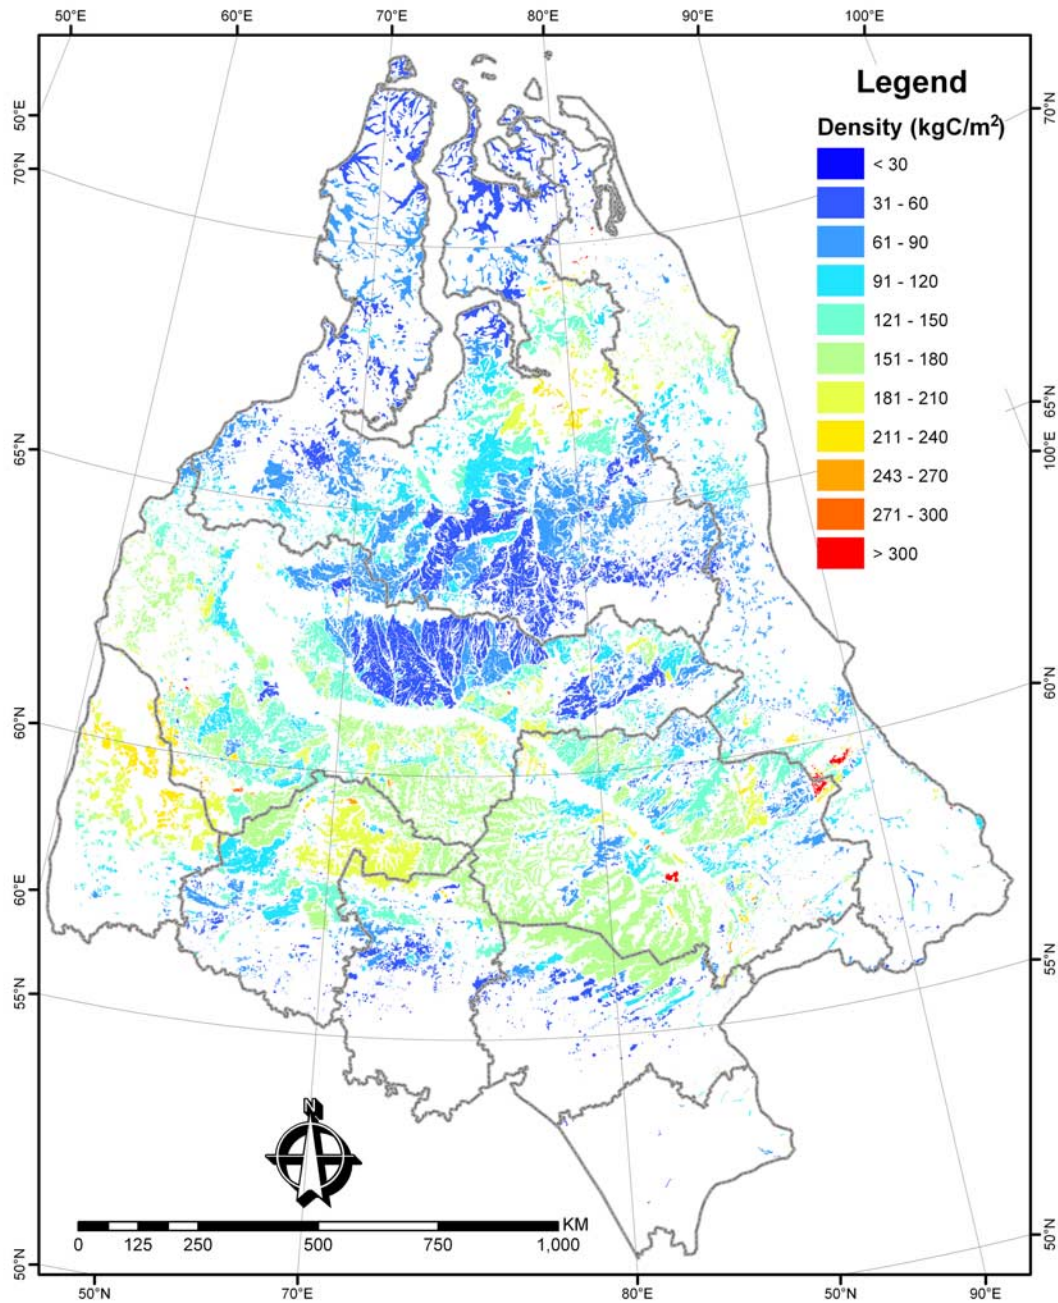 50°E 60°E 70°E 80°E 90°E 100°E
Legend
Density (kgC/m²)
< 30
31 - 60
61 - 90
91 - 120
121 - 150
151 - 180
181 - 210
211 - 240
243 - 270
271 - 300
> 300
50°E
70°N
65°N
60°N
60°E
55°N
50°N
70°N
65°N
100°E
60°N
55°N
50°N
N
KM
0 125 250 500 750 1,000
50°N 70°E 80°E 50°N 90°E